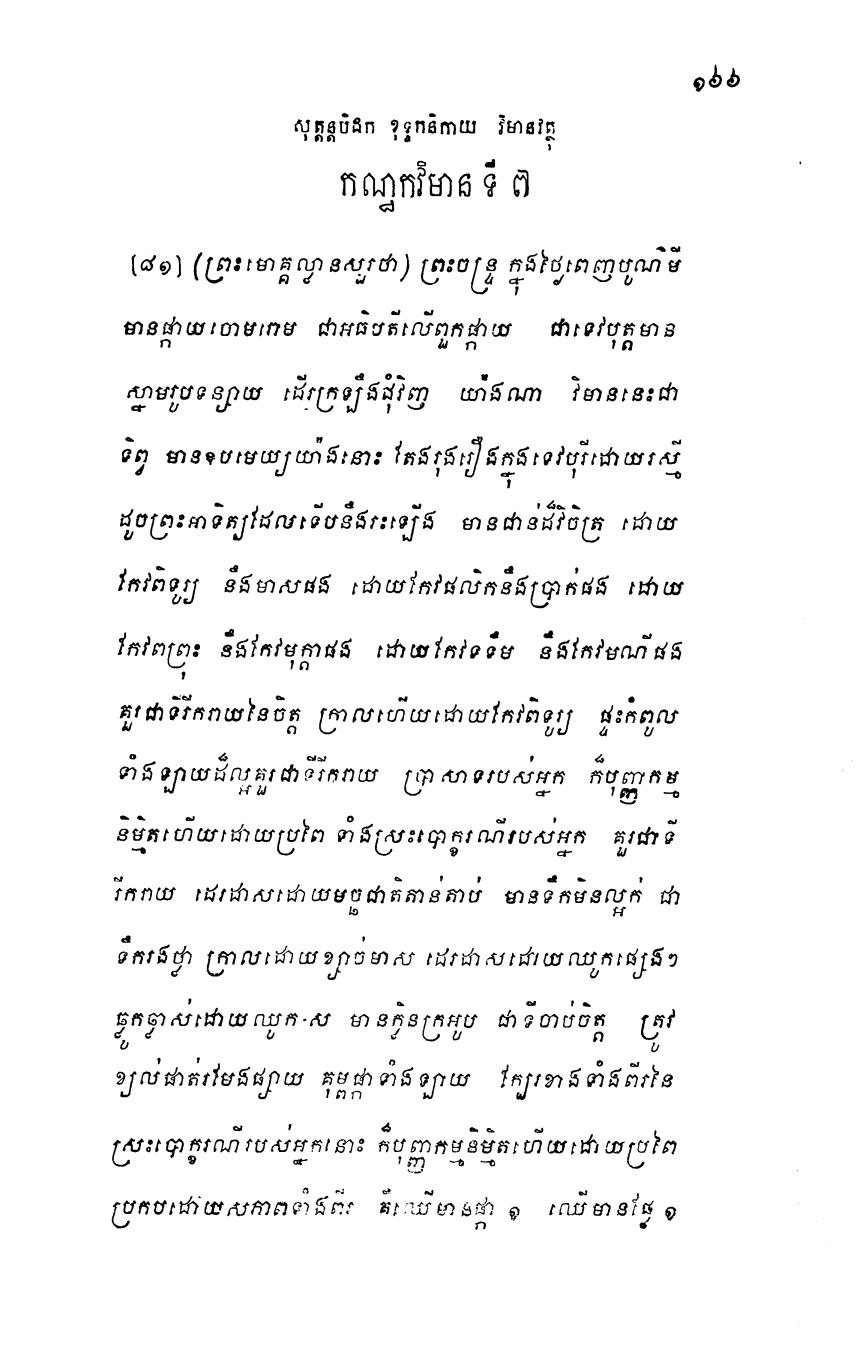 ១៦៦
សុត្តន្តបិដក ខុទ្ទកនិកាយ វិមានវត្ថុ
កណ្ឋកវិមានទី ៧
[៨១] (ព្រះមោគ្គល្លានសួរថា) ព្រះចន្ទ្រ ក្នុងថ្ងៃពេញបូណ៌មី
មានផ្កាយចោមរោម ជាអធិបតីលើពួកផ្កាយ ជាទេវបុត្តមាន
ស្នាមរូបទន្សាយ ដើរក្រឡឹងជុំវិញ យ៉ាងណា វិមាននេះជា
ទិព្វ មានឧបមេយ្យយ៉ាងនោះ តែងរុងរឿងក្នុងទេវបុរីដោយរស្មី
ដូចព្រះអាទិត្យដែលទើបនឹងរះឡើង មានជាន់ដ៏វិចិត្រ ដោយ
កែវពិទូរ្យ នឹងមាសផង ដោយកែវផលិកនឹងប្រាក់ផង ដោយ
កែវពព្រុះ នឹងកែវមុក្តាផង ដោយកែវទទឹម នឹងកែវមណីផង
គួរជាទីរីករាយនៃចិត្ត ក្រាលហើយដោយកែវពិទូរ្យ ផ្ទះកំពូល
ទាំងឡាយដ៏ល្អគួរជាទីរីករាយ ប្រាសាទរបស់អ្នក ក៏បុញ្ញកម្ម
និម្មិតហើយដោយប្រពៃ ទាំងស្រះបោក្ខរណីរបស់អ្នក គួរជាទី
រីករាយ ដេរដាសដោយមច្ឆជាតិតាន់តាប់ មានទឹកមិនល្អក់ ជា
ទឹករងថ្លា ក្រាលដោយខ្សាច់មាស ដេរដាសដោយឈូកផ្សេងៗ
ច្រូកច្រាស់ដោយឈូក-ស មានក្លិនក្រអូប ជាទីចាប់ចិត្ត ត្រូវ
ខ្យល់ផាត់រមែងផ្សាយ គុម្ពផ្កាទាំងឡាយ ក្បែរខាងទាំងពីរនៃ
ស្រះបោក្ខរណីរបស់អ្នកនោះ ក៏បុញ្ញកម្មនិម្មិតហើយដោយប្រពៃ
ប្រកបដោយសភាពទាំងពីរ គឺឈើមានផ្កា ១ ឈើមានផ្លែ ១